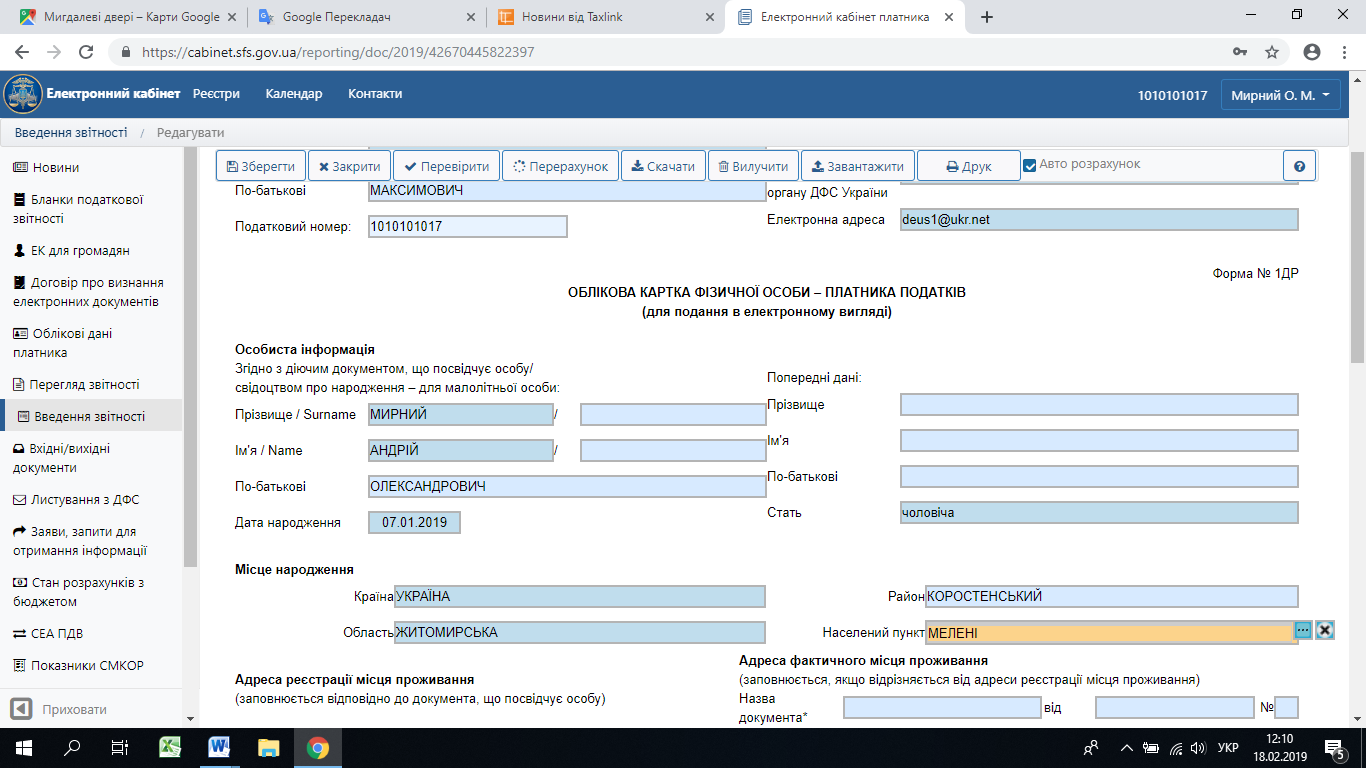 Мигдалеві двері – Карти Google
Google Перекладач
Новини від Taxlink
Електронний кабінет платника
https://cabinet.sfs.gov.ua/reporting/doc/2019/42670445822397
Електронний кабінет Реєстри Календар Контакти 1010101017 Мирний О. М.
Введення звітності / Редагувати
Новини
Бланки податкової
звітності
ЕК для громадян
Договір про визнання
електронних документів
Облікові дані
платника
Перегляд звітності
Введення звітності
Вхідні/вихідні
документи
Листування з ДФС
Заяви, запити для
отримання інформації
Стан розрахунків з
бюджетом
СЕА ПДВ
Показники СМКОР
Приховати
Зберегти Закрити Перевірити Перерахунок Скачати Вилучити Завантажити Друк Авто розрахунок ?
По-батькові МАКСИМОВИЧ
органу ДФС України
Податковий номер: 1010101017
Електронна адреса deus1@ukr.net
Форма № 1ДР
ОБЛІКОВА КАРТКА ФІЗИЧНОЇ ОСОБИ – ПЛАТНИКА ПОДАТКІВ
(для подання в електронному вигляді)
Особиста інформація
Згідно з діючим документом, що посвідчує особу/
свідоцтвом про народження – для малолітньої особи:
Прізвище / Surname МИРНИЙ /
Ім'я / Name АНДРІЙ /
По-батькові ОЛЕКСАНДРОВИЧ
Дата народження 07.01.2019
Попередні дані:
Прізвище
Ім'я
По-батькові
Стать чоловіча
Місце народження
Країна УКРАЇНА
Район КОРОСТЕНСЬКИЙ
Область ЖИТОМИРСЬКА
Населений пункт МЕЛЕНІ ...
Адреса реєстрації місця проживання
(заповнюється відповідно до документа, що посвідчує особу)
Адреса фактичного місця проживання
(заповнюється, якщо відрізняється від адреси реєстрації місця проживання)
Назва
документа* від №
УКР
12:10
18.02.2019
5